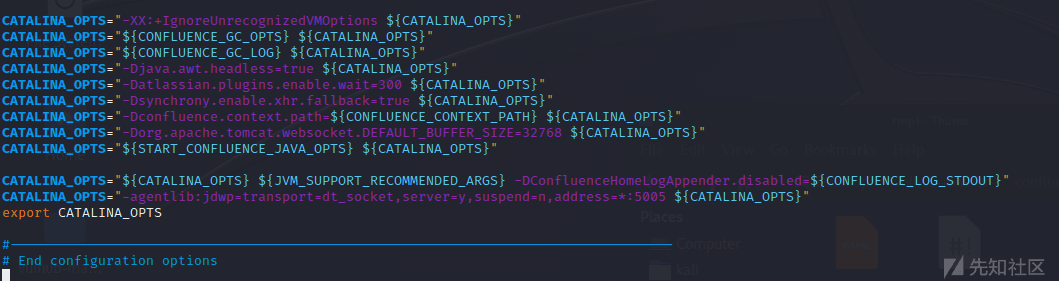 CATALINA_OPTS="-XX:+IgnoreUnrecognizedVMOptions ${CATALINA_OPTS}"
CATALINA_OPTS="${CONFLUENCE_GC_OPTS} ${CATALINA_OPTS}"
CATALINA_OPTS="${CONFLUENCE_GC_LOG} ${CATALINA_OPTS}"
CATALINA_OPTS="-Djava.awt.headless=true ${CATALINA_OPTS}"
CATALINA_OPTS="-Datlassian.plugins.enable.wait=300 ${CATALINA_OPTS}"
CATALINA_OPTS="-Dsynchrony.enable.xhr.fallback=true ${CATALINA_OPTS}"
CATALINA_OPTS="-Dconfluence.context.path=${CONFLUENCE_CONTEXT_PATH} ${CATALINA_OPTS}"
CATALINA_OPTS="-Dorg.apache.tomcat.websocket.DEFAULT_BUFFER_SIZE=32768 ${CATALINA_OPTS}"
CATALINA_OPTS="${START_CONFLUENCE_JAVA_OPTS} ${CATALINA_OPTS}"
CATALINA_OPTS="${CATALINA_OPTS} ${JVM_SUPPORT_RECOMMENDED_ARGS} -DConfluenceHomeLogAppender.disabled=${CONFLUENCE_LOG_STDOUT}"
CATALINA_OPTS="-agentlib:jdwp=transport=dt_socket,server=y,suspend=n,address=*:5005 ${CATALINA_OPTS}"
export CATALINA_OPTS
Places
#----------------------------------------------------------------------------------
Computer
# End configuration options
kali
先知社区